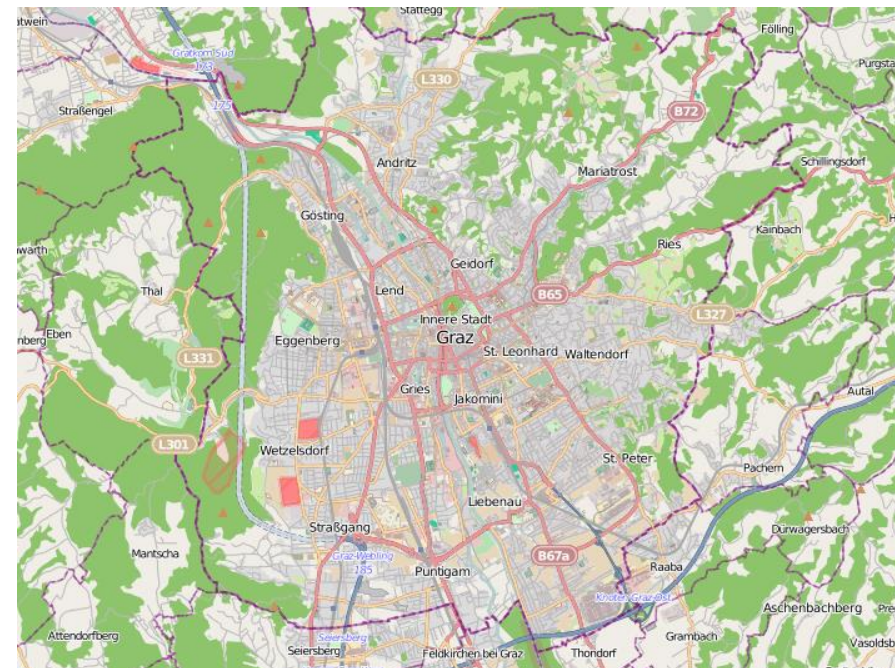 Stattegg
Fölling
atwein
Gratkorn Süd
173
L330
175
B72
Straßengel
Andritz
Mariatrost
Schillingsdorf
Gösting
Kainbach
Ries
Geidorf
Thal
Lend
B65
Innere Stadt
L327
Eben
Eggenberg
Graz
St. Leonhard
Waltendorf
L331
Gries
Jakomini
Autal
L301
Wetzelsdorf
St. Peter
Pachern
Liebenau
Straßgang
Dürwagersbach
Mantscha
Graz-Webling
185
B67a
Puntigam
Raaba
Knoten Graz-Ost
Aschenbachberg
Attendorfberg
Seiersberg
Grambach
Seiersberg
Feldkirchen bei Graz
Thondorf
Vasoldsb